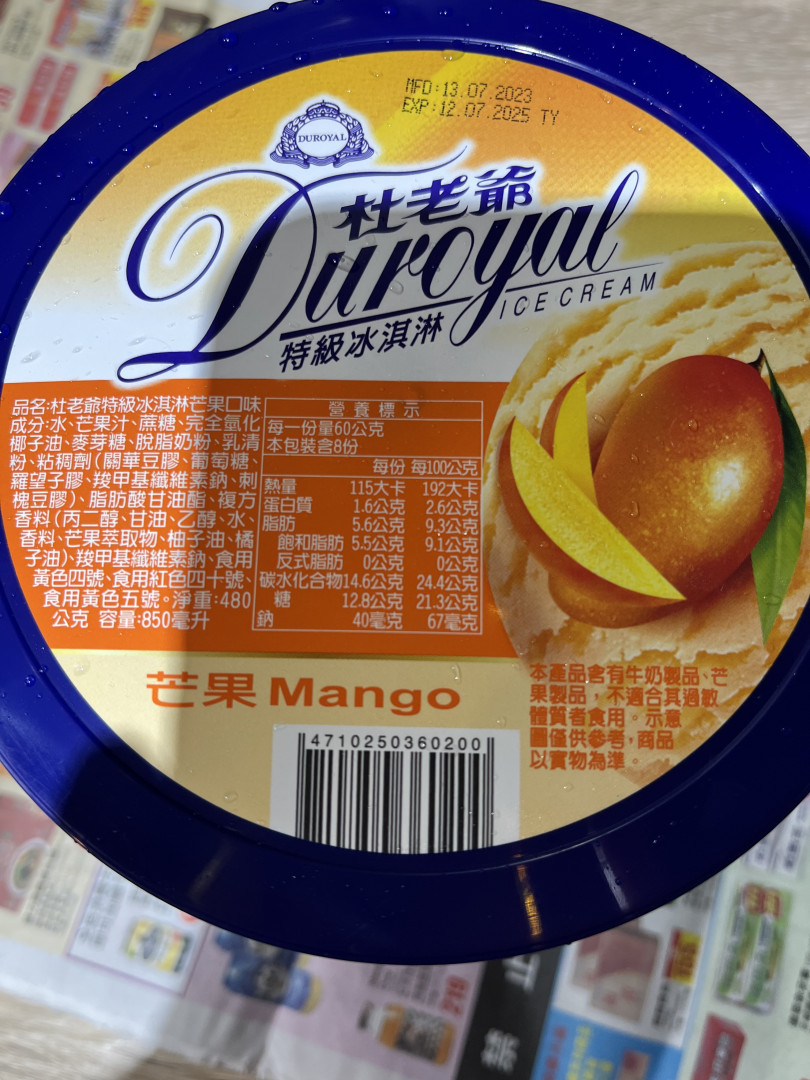 MFD:13.07.2023
EXP:12.07.2025 TY
DUROYAL
杜老爺
Duroyal
ICE CREAM
特級冰淇淋
品名:杜老爺特級冰淇淋芒果口味
成分:水、芒果汁、蔗糖、完全氫化
椰子油、麥芽糖、脫脂奶粉、乳清
粉、粘稠劑(關華豆膠、葡萄糖、
羅望子膠、羧甲基纖維素鈉、刺
槐豆膠)、脂肪酸甘油酯、複方
香料(丙二醇、甘油、乙醇、水、
香料、芒果萃取物、柚子油、橘
子油)、羧甲基纖維素鈉、食用
黃色四號、食用紅色四十號、
食用黃色五號。淨重:480
公克 容量:850毫升
營養標示
每一份量60公克
本包裝含8份
每份 每100公克
熱量 115大卡 192大卡
蛋白質 1.6公克 2.6公克
脂肪 5.6公克 9.3公克
飽和脂肪 5.5公克 9.1公克
反式脂肪 0公克 0公克
碳水化合物14.6公克 24.4公克
糖 12.8公克 21.3公克
鈉 40毫克 67毫克
芒果 Mango
本產品含有牛奶製品、芒
果製品，不適合其過敏
體質者食用。示意
圖僅供參考，商品
以實物為準。
4710250360200